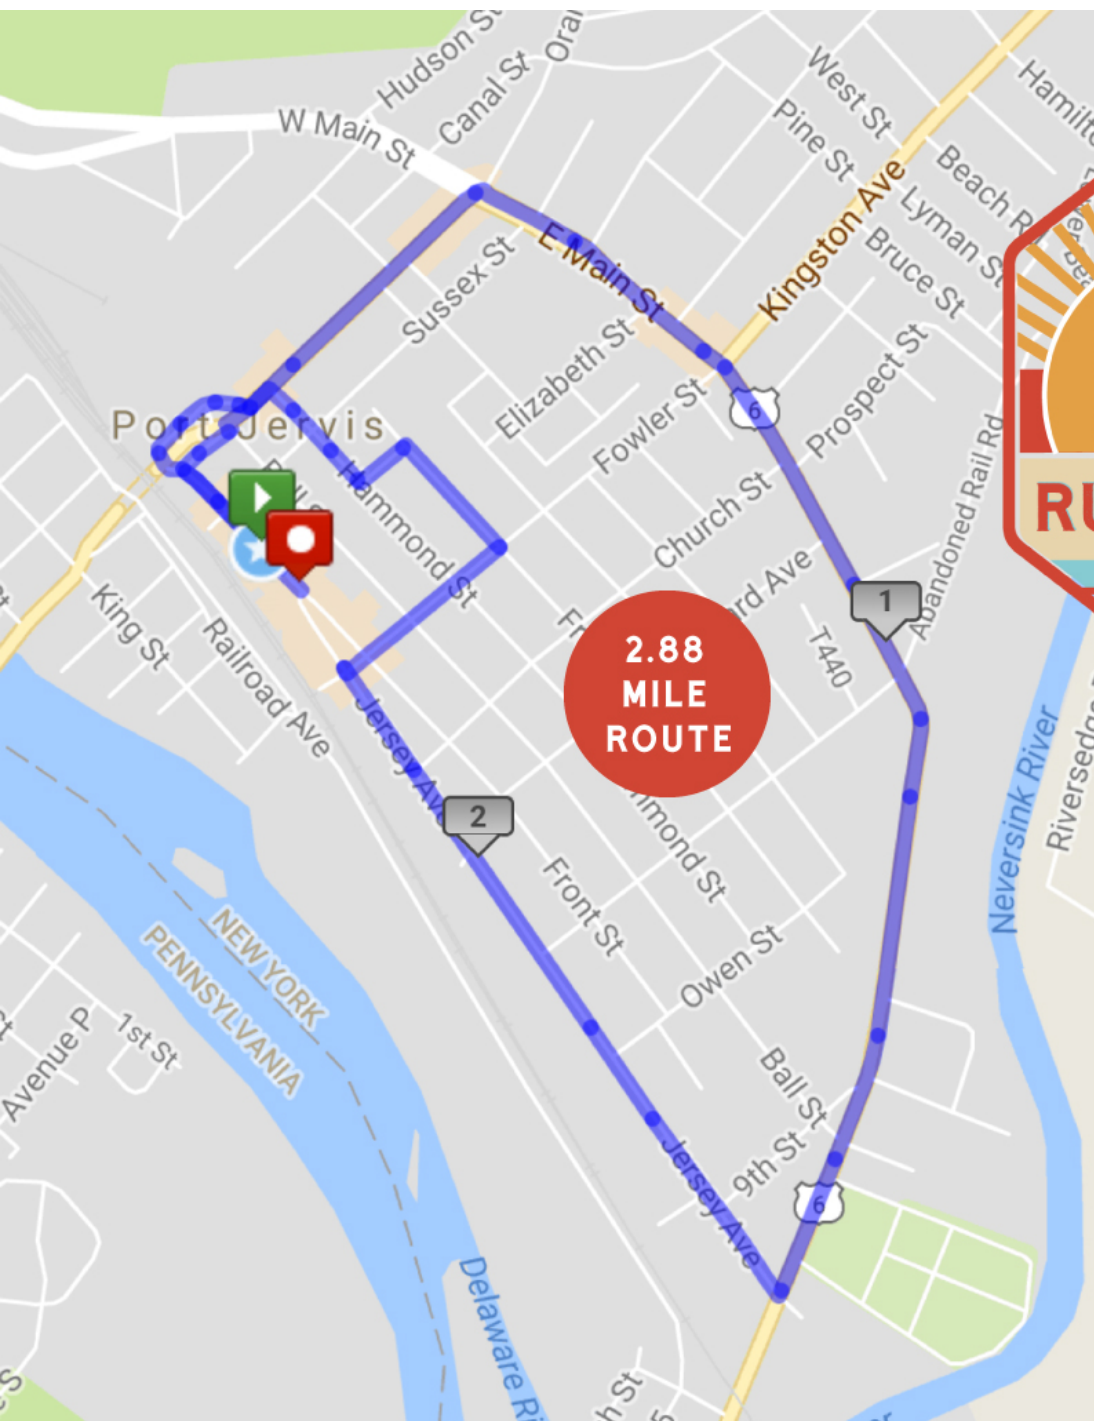 Hudson St
Canal St
W Main St
West St
Pine St
Beach Rd
Lyman St
Bruce St
Kingston Ave
E Main St
Sussex St
Elizabeth St
Fowler St
Prospect St
6
Port Jervis
Hammond St
Church St
Abandoned Rail Rd
RU
1
King St
Railroad Ave
T440
2.88
MILE
ROUTE
Neversink River
Jersey Ave
2
Front St
Owen St
NEW YORK
PENNSYLVANIA
1st St
Avenue P
Ball St
9th St
Jersey Ave
6
Delaware Ri